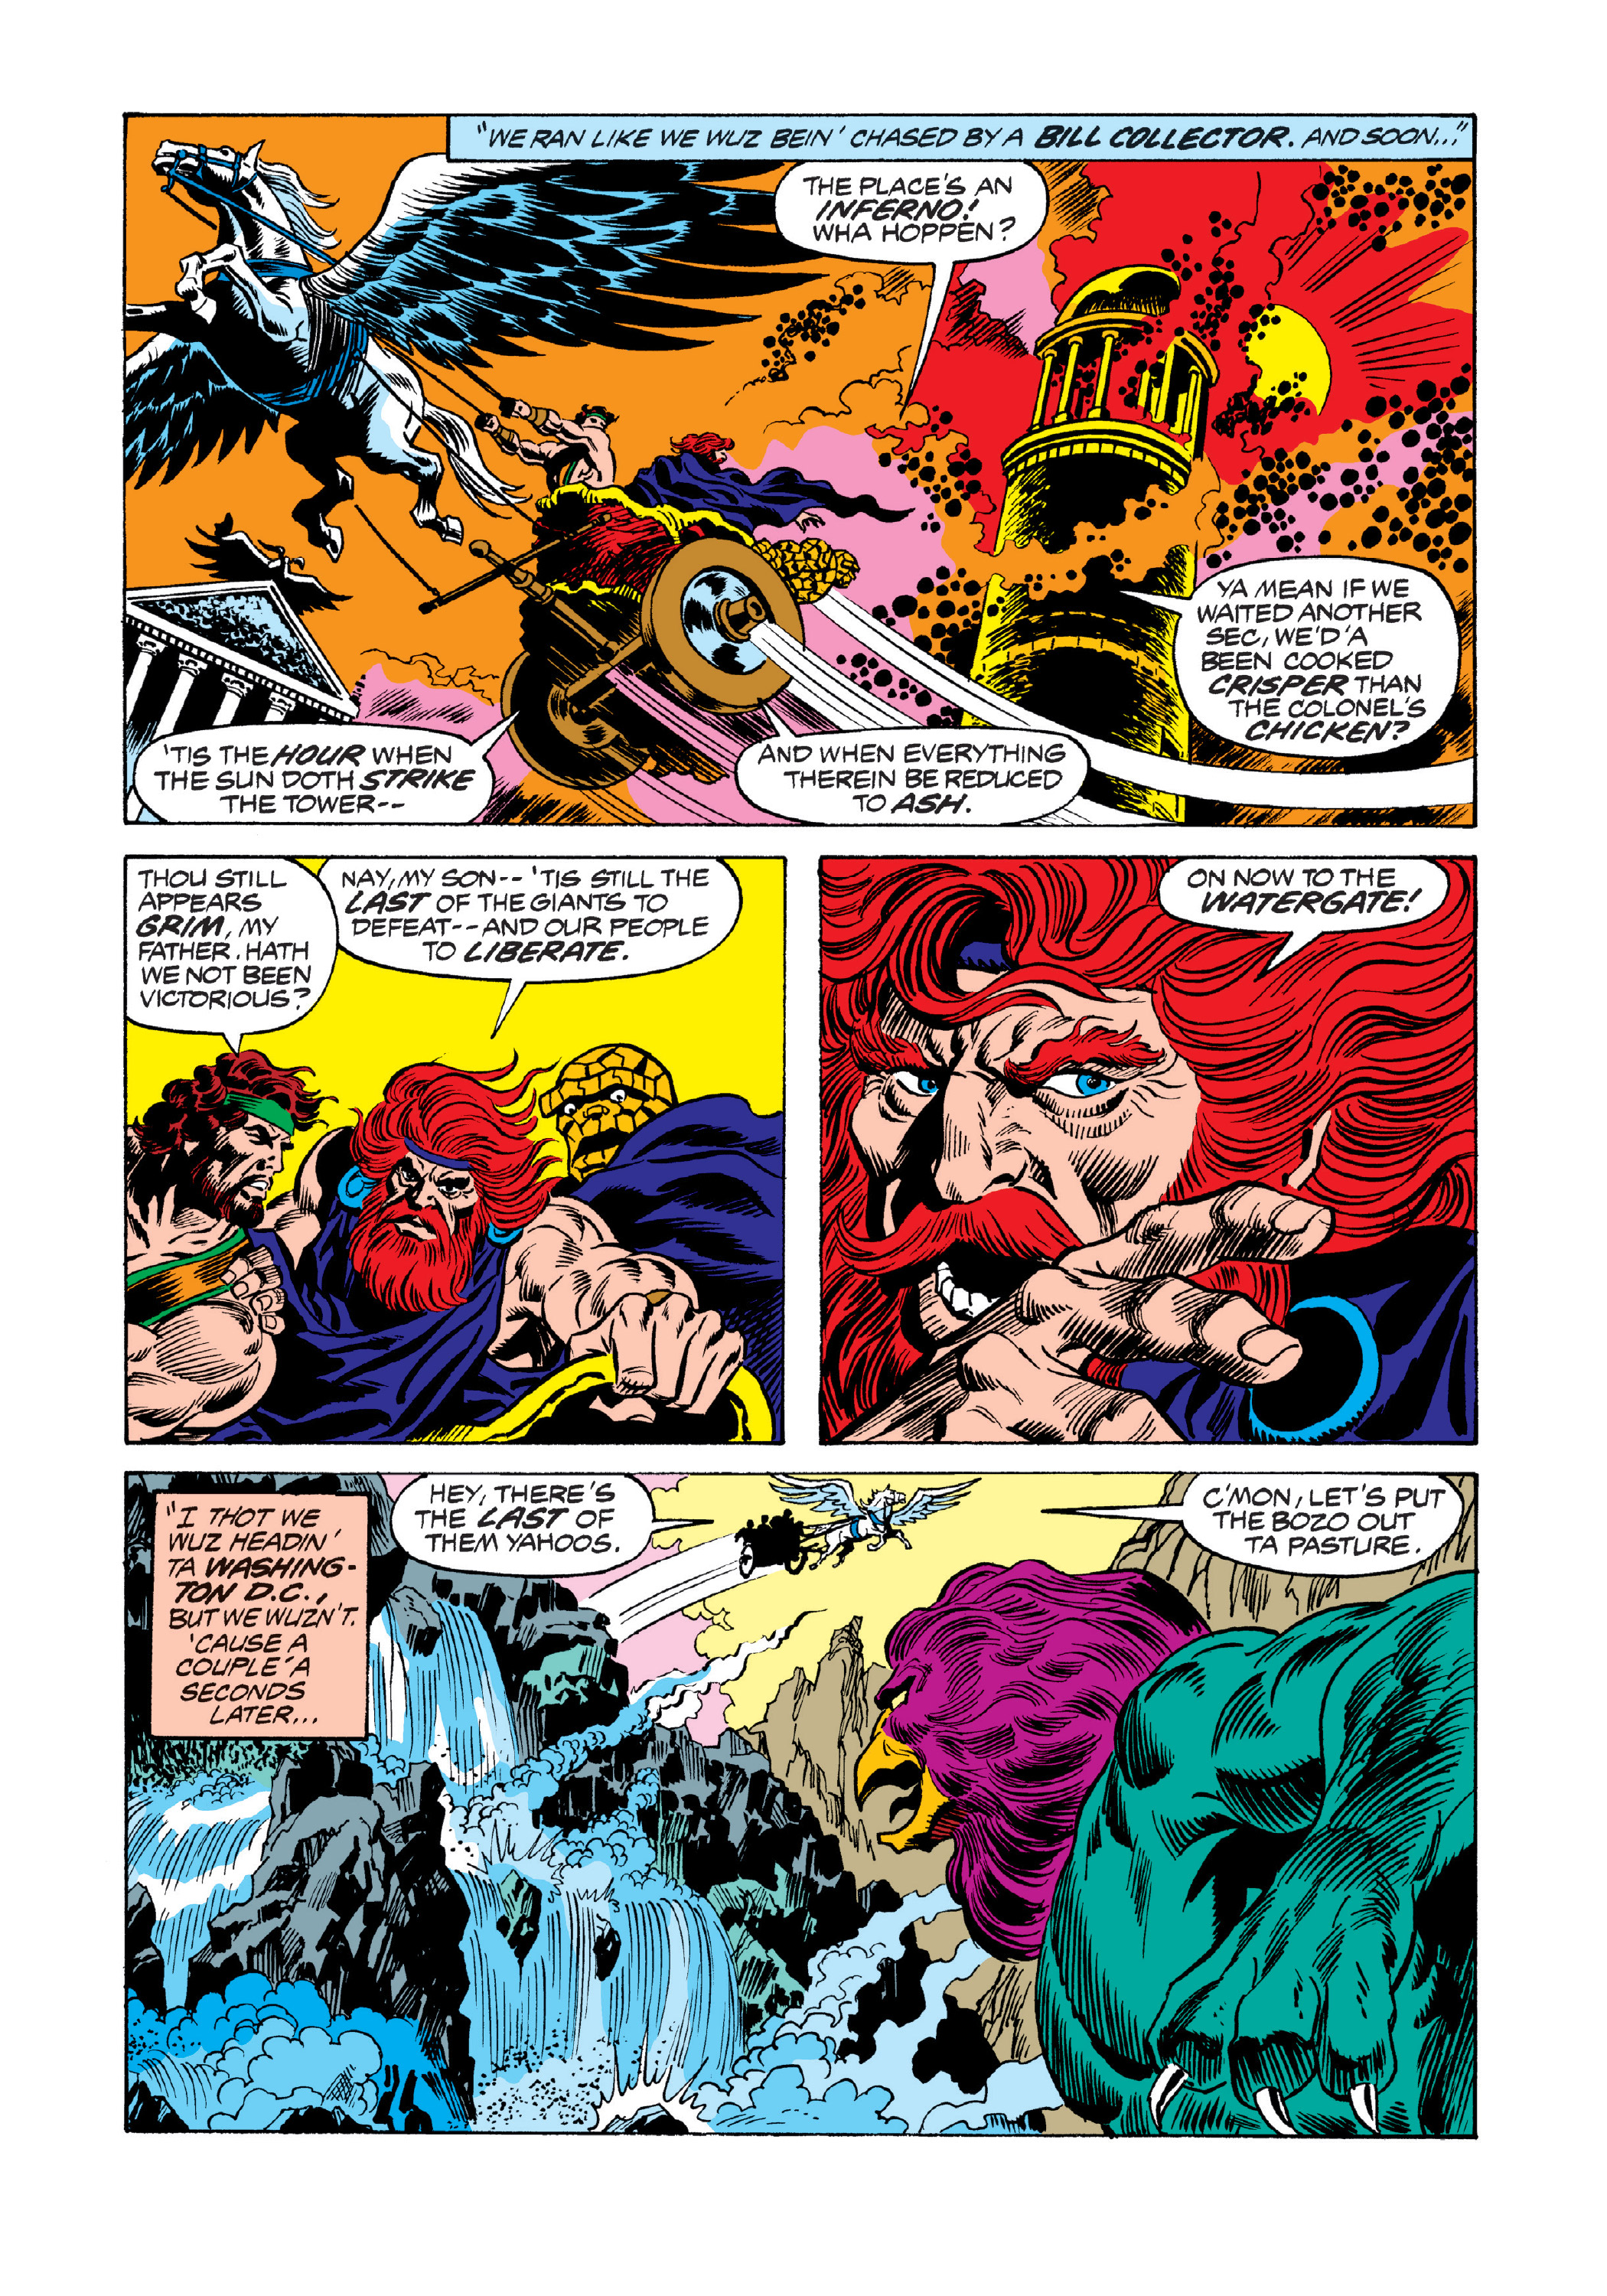 "WE RAN LIKE WE WUZ BEIN' CHASED BY A BILL COLLECTOR. AND SOON..."
THE PLACE'S AN
INFERNO!
WHA HOPPEN?
YA MEAN IF WE
WAITED ANOTHER
SEC, WE'D'A
BEEN COOKED
CRISPER THAN
THE COLONEL'S
CHICKEN?
'TIS THE HOUR WHEN
THE SUN DOTH STRIKE
THE TOWER--
AND WHEN EVERYTHING
THEREIN BE REDUCED
TO ASH.
THOU STILL
APPEARS
GRIM, MY
FATHER. HATH
WE NOT BEEN
VICTORIOUS?
NAY, MY SON-- 'TIS STILL THE
LAST OF THE GIANTS TO
DEFEAT--AND OUR PEOPLE
TO LIBERATE.
ON NOW TO THE
WATERGATE!
"I THOT WE
WUZ HEADIN'
TA WASHING-
TON D.C.,
BUT WE WUZN'T.
'CAUSE A
COUPLE'A
SECONDS
LATER...
HEY, THERE'S
THE LAST OF
THEM YAHOOS.
C'MON, LET'S PUT
THE BOZO OUT
TA PASTURE.